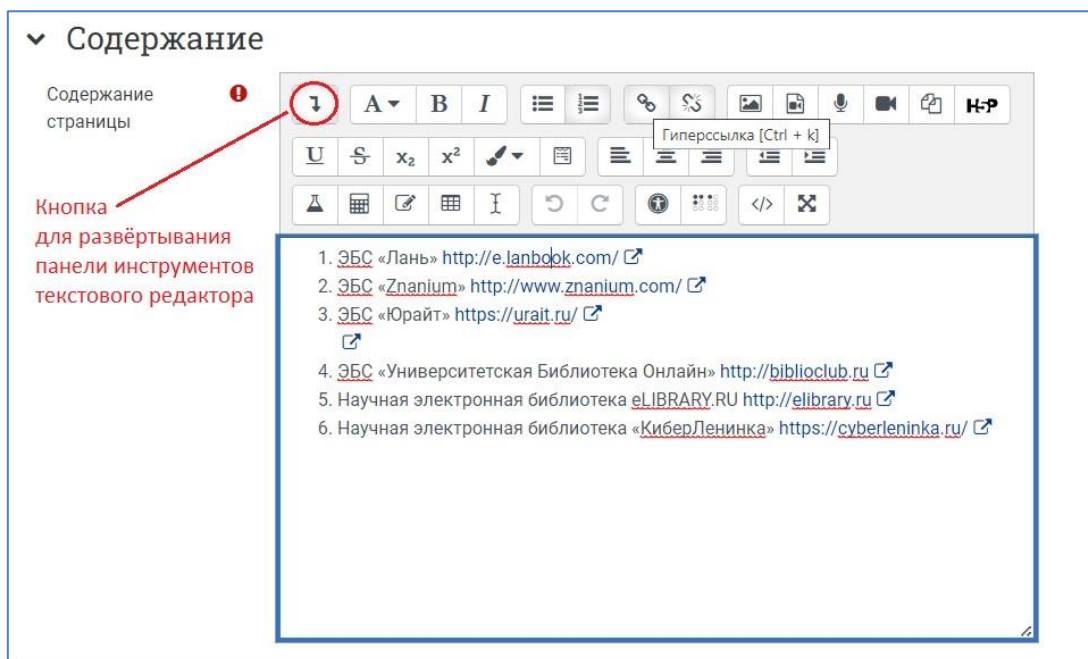 Содержание
Содержание
страницы
A B I H-P
Гиперссылка [Ctrl + k]
U S x₂ x²
</>
Кнопка
для развёртывания
панели инструментов
текстового редактора
1. ЭБС «Лань» http://e.lanbook.com/
2. ЭБС «Znanium» http://www.znanium.com/
3. ЭБС «Юрайт» https://urait.ru/
4. ЭБС «Университетская Библиотека Онлайн» http://biblioclub.ru
5. Научная электронная библиотека eLIBRARY.RU http://elibrary.ru
6. Научная электронная библиотека «КиберЛенинка» https://cyberleninka.ru/